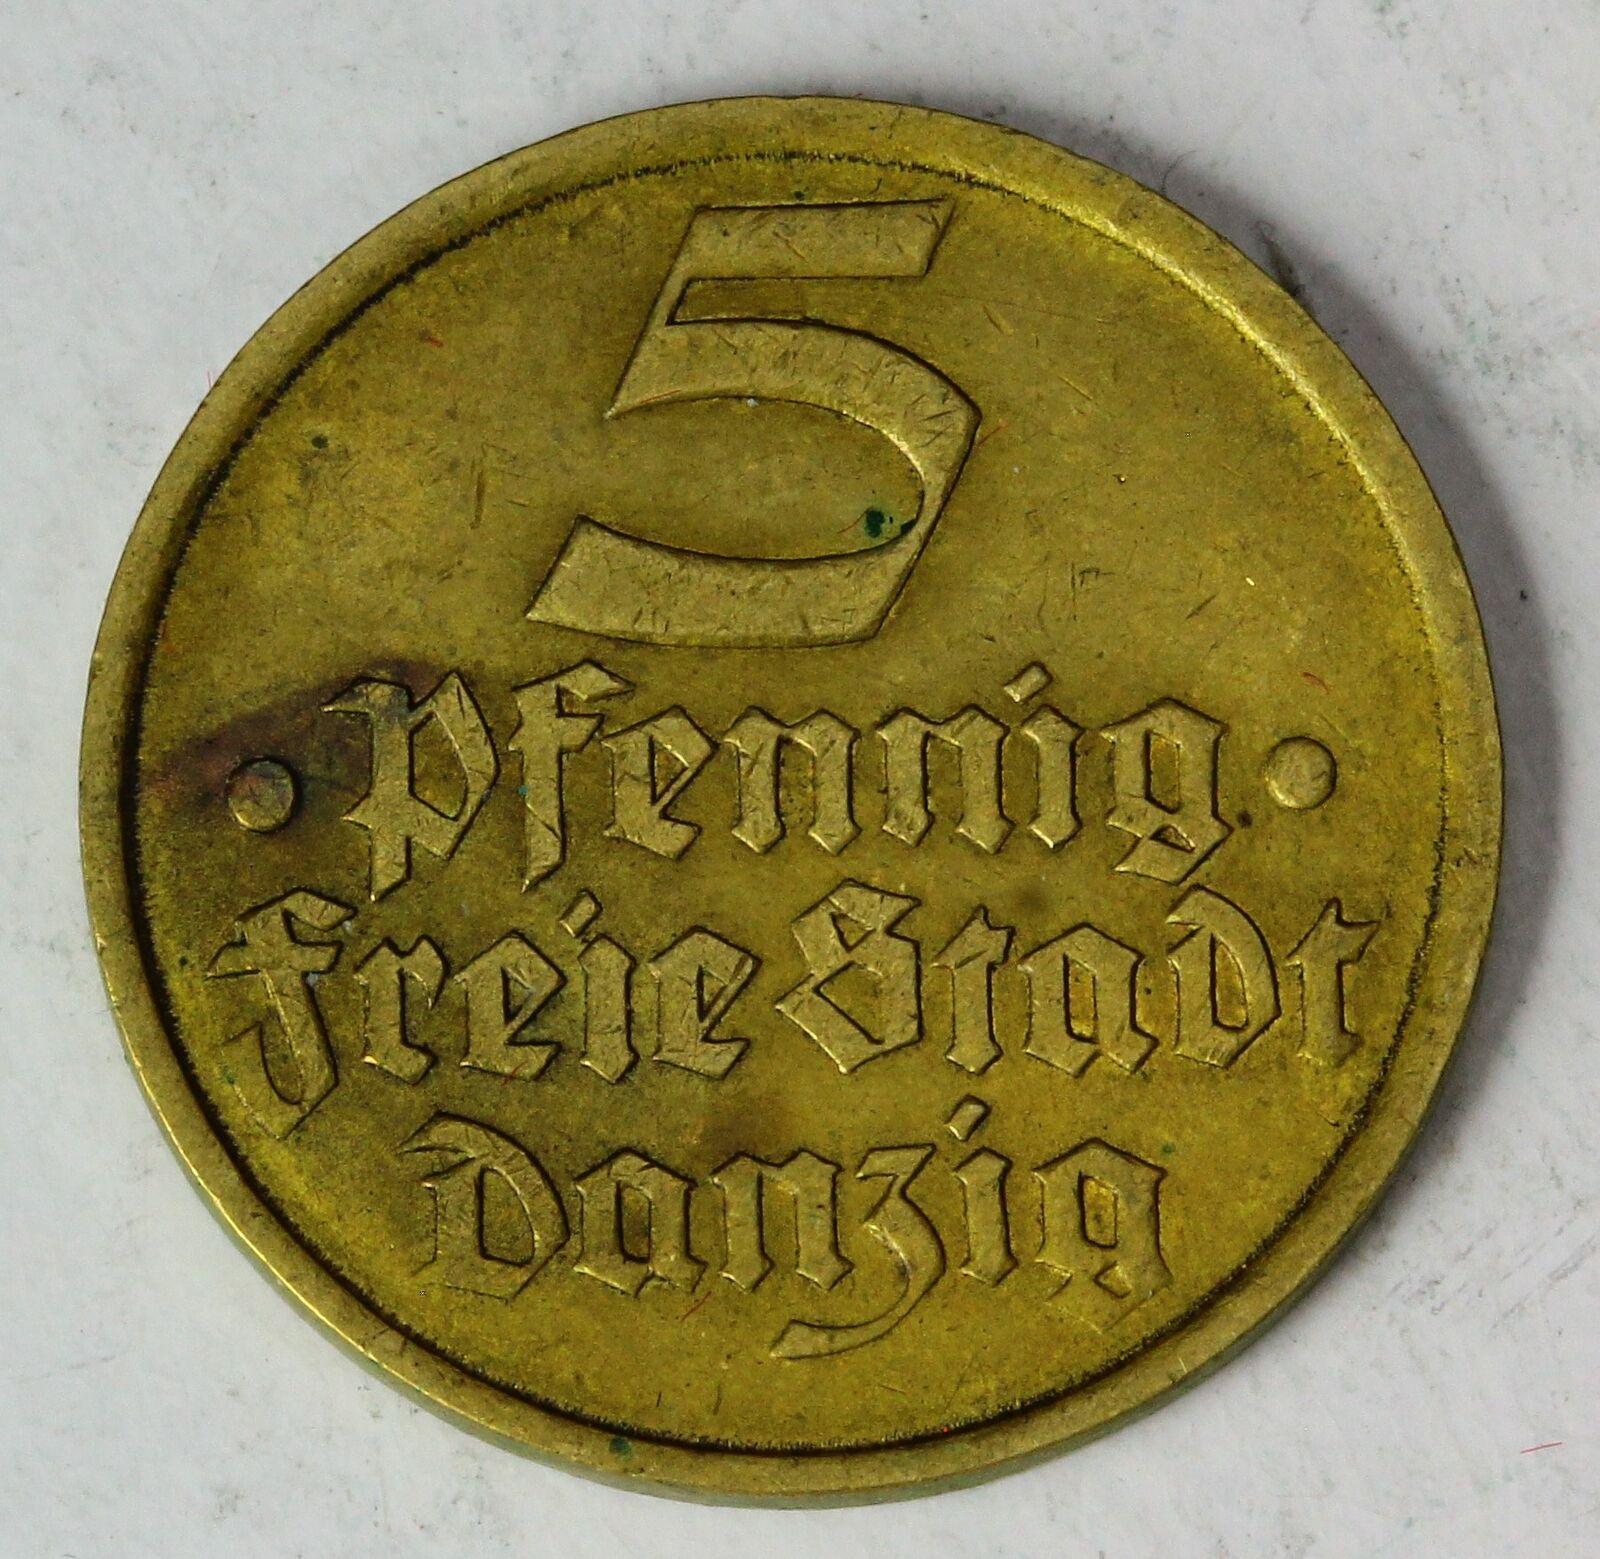 5
· Pfennig ·
Freie Stadt
Danzig